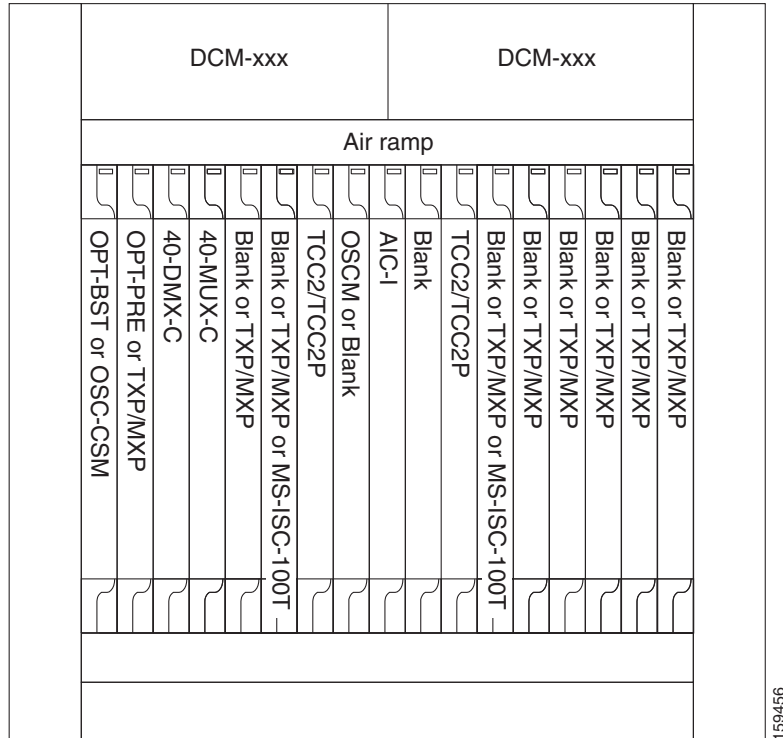 DCM-xxx
DCM-xxx
Air ramp
OPT-BST or OSC-CSM
OPT-PRE or TXP/MXP
40-DMX-C
40-MUX-C
Blank or TXP/MXP
Blank or TXP/MXP or MS-ISC-100T
TCC2/TCC2P
OSCM or Blank
AIC-I
Blank
TCC2/TCC2P
Blank or TXP/MXP or MS-ISC-100T
Blank or TXP/MXP
Blank or TXP/MXP
Blank or TXP/MXP
Blank or TXP/MXP
Blank or TXP/MXP
159456